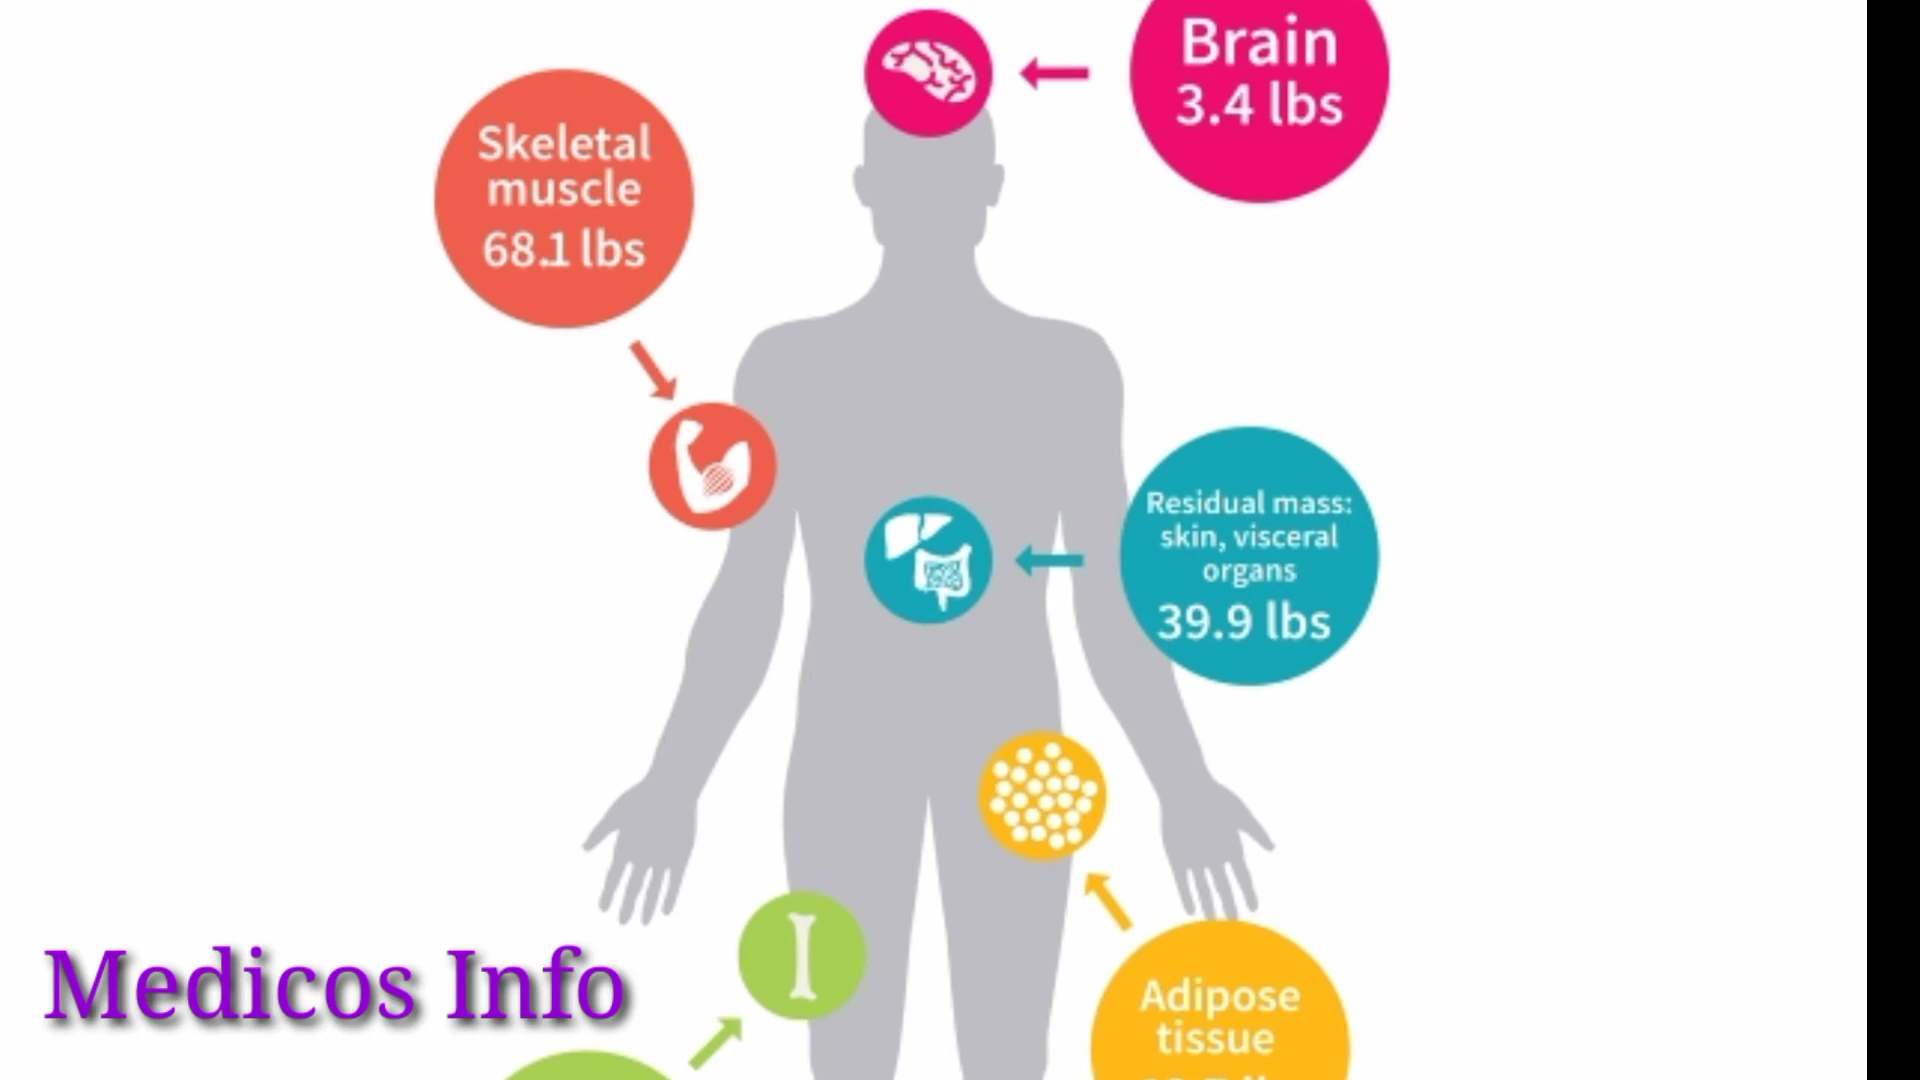 Brain
3.4 lbs
Skeletal
muscle
68.1 lbs
Residual mass:
skin, visceral
organs
39.9 lbs
Adipose
tissue
Medicos Info